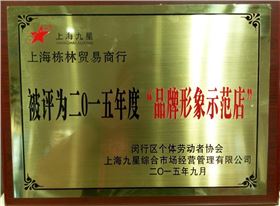 上海九星
上海栋林贸易商行
被评为二〇一五年度“品牌形象示范店”
闵行区个体劳动者协会
上海九星综合市场经营管理有限公司
二〇一五年九月